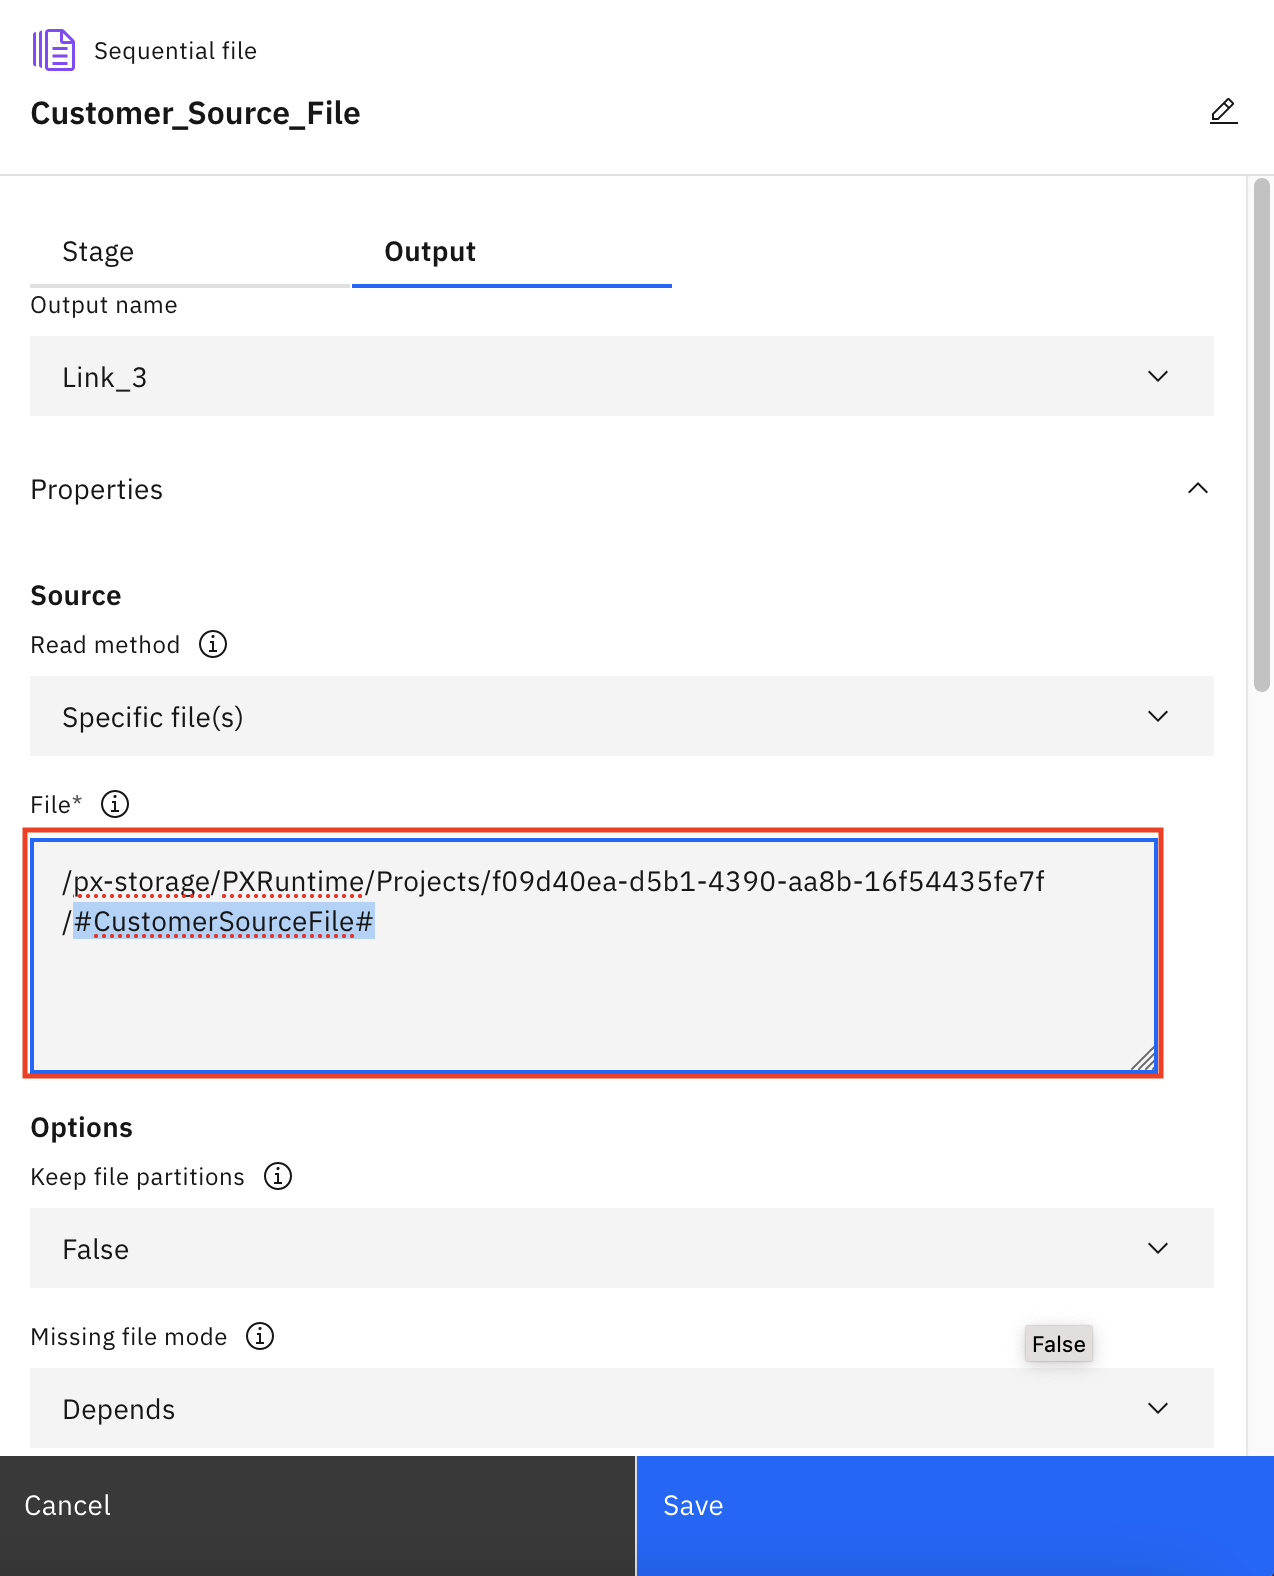 Sequential file
Customer_Source_File
Stage Output
Output name
Link_3
Properties
Source
Read method
Specific file(s)
File*
/px-storage/PXRuntime/Projects/f09d40ea-d5b1-4390-aa8b-16f54435fe7f
/#CustomerSourceFile#
Options
Keep file partitions
False
Missing file mode
False
Depends
Cancel Save